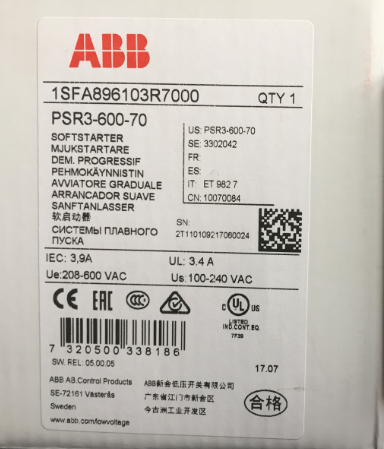 ABB
1SFA896103R7000 QTY 1
PSR3-600-70
SOFTSTARTER
MJUKSTARTARE
DEM. PROGRESSIF
PEHMOKÄYNNISTIN
AVVIATORE GRADUALE
ARRANCADOR SUAVE
SANFTANLASSER
软启动器
СИСТЕМЫ ПЛАВНОГО
ПУСКА
US: PSR3-600-70
SE: 3302042
FR:
ES:
IT: ET 982 7
CN: 10070084
SN:
2T110109217060024
IEC: 3,9A UL: 3.4 A
Ue:208-600 VAC Us:100-240 VAC
CE EAC CCC C UL US
LISTED
IND.CONT.EQ.
7F39
7 320500 338186
SW. REL: 05.00.05 17.07
ABB AB.Control Products
SE-72161 Västerås
Sweden
www.abb.com/lowvoltage
ABB新会低压开关有限公司
广东省江门市新会区
今古洲工业开发区
合格